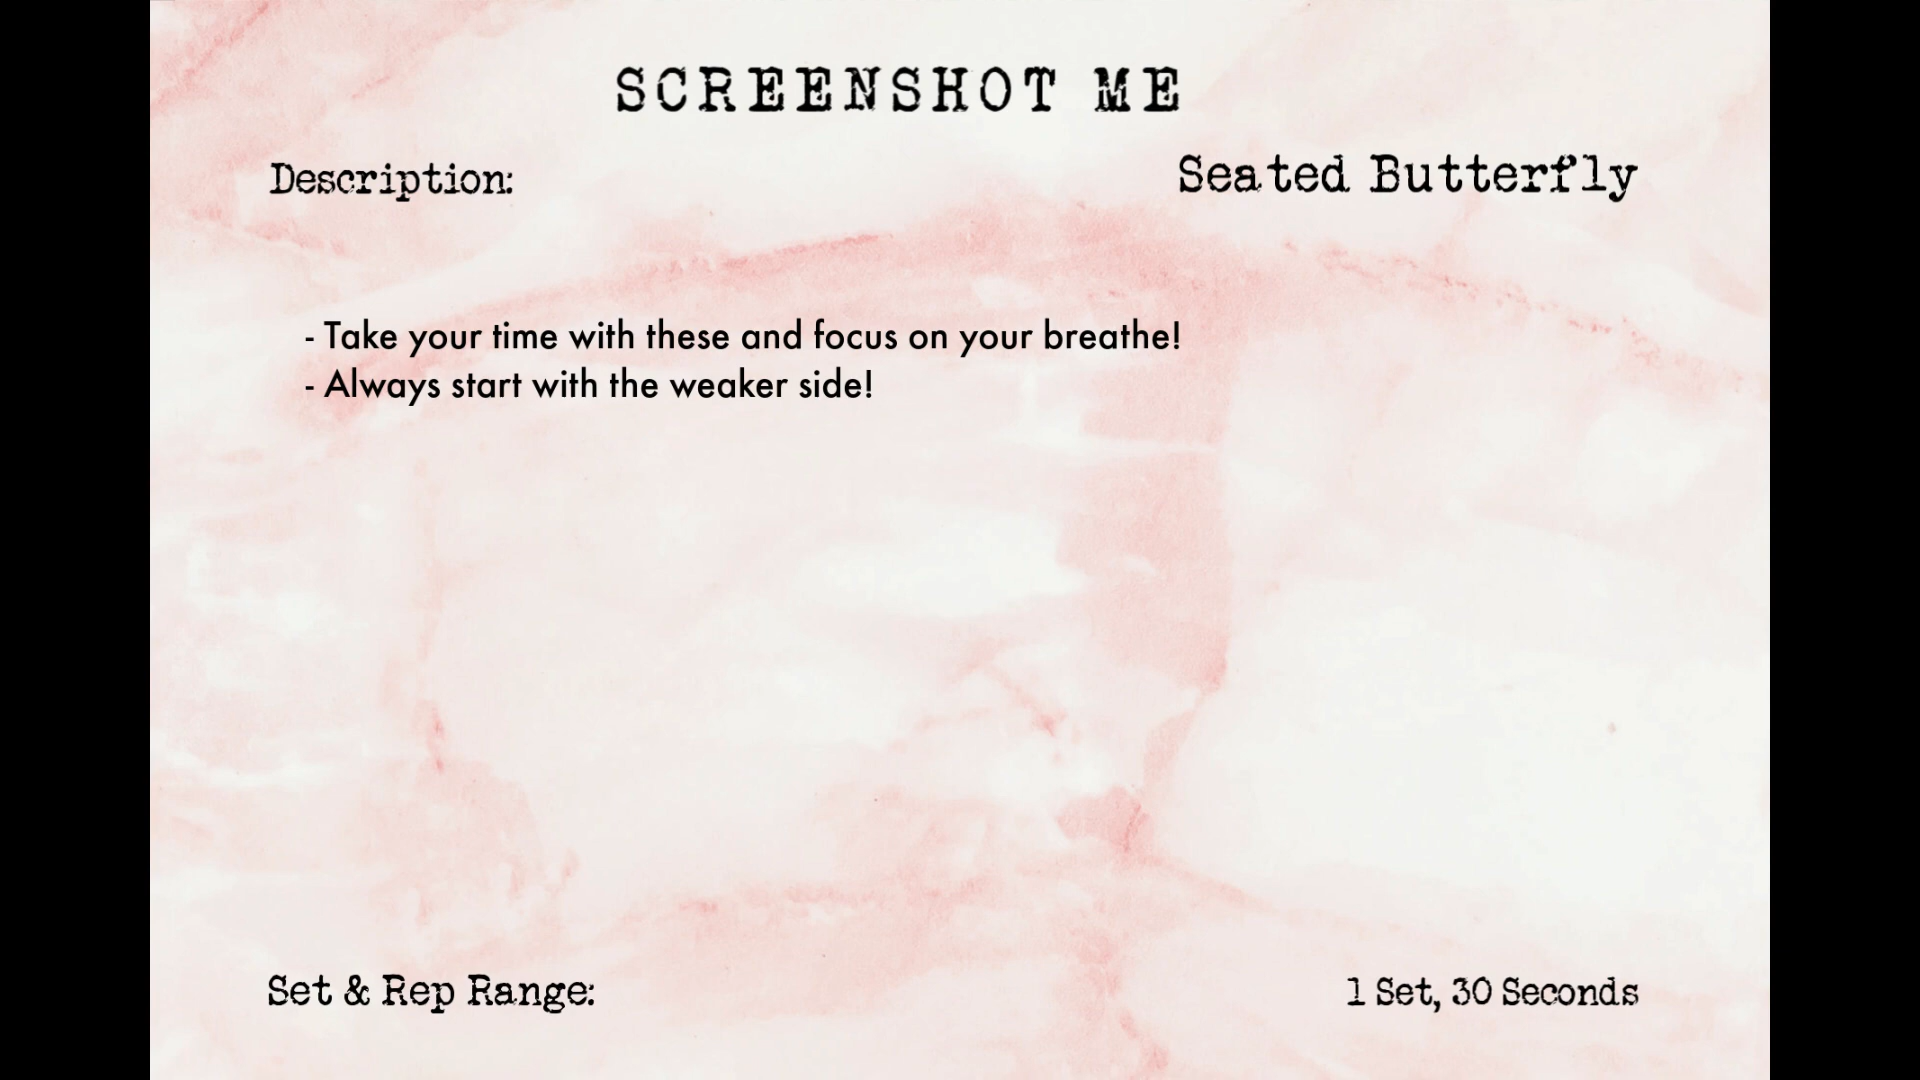 SCREENSHOT ME
Description:
Seated Butterfly
- Take your time with these and focus on your breathe!
- Always start with the weaker side!
Set & Rep Range:
1 Set, 30 Seconds